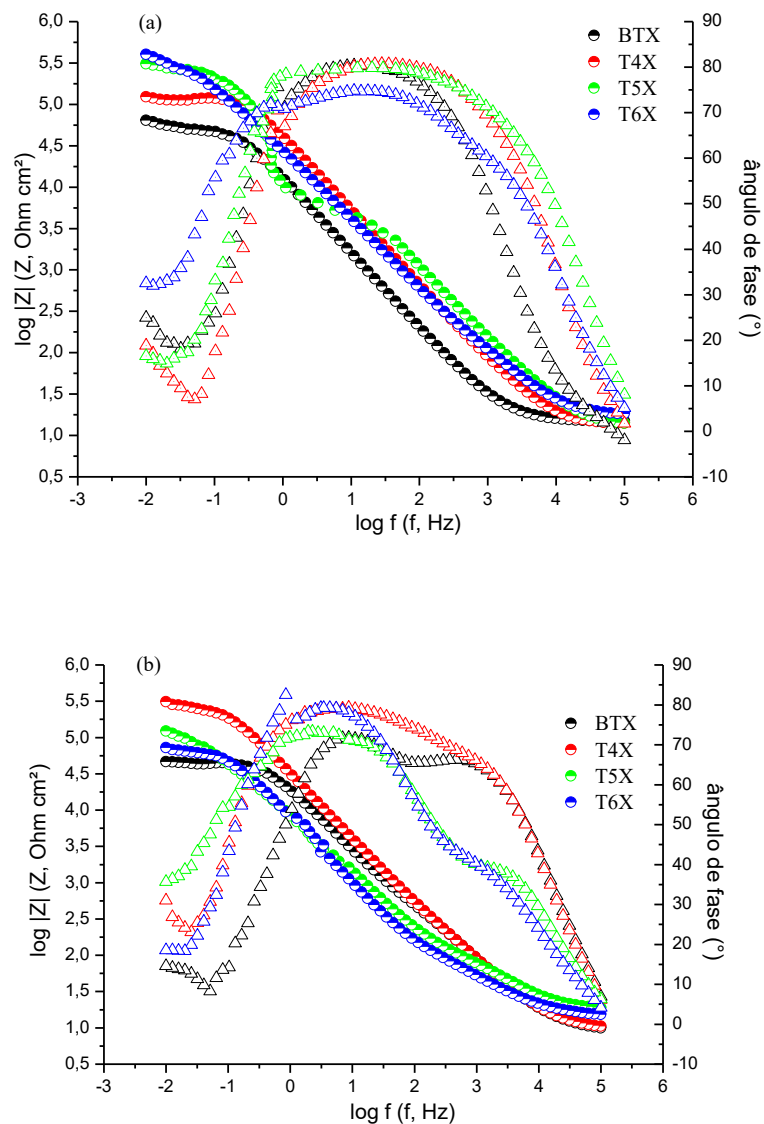 (a)
6,0
5,5
5,0
4,5
4,0
3,5
3,0
2,5
2,0
1,5
1,0
0,5
log |Z| (Z, Ohm cm²)
90
80
70
60
50
40
30
20
10
0
-10
ângulo de fase (°)
BTX
T4X
T5X
T6X
-3 -2 -1 0 1 2 3 4 5 6
log f (f, Hz)
(b)
6,0
5,5
5,0
4,5
4,0
3,5
3,0
2,5
2,0
1,5
1,0
0,5
log |Z| (Z, Ohm cm²)
90
80
70
60
50
40
30
20
10
0
-10
ângulo de fase (°)
BTX
T4X
T5X
T6X
-3 -2 -1 0 1 2 3 4 5 6
log f (f, Hz)